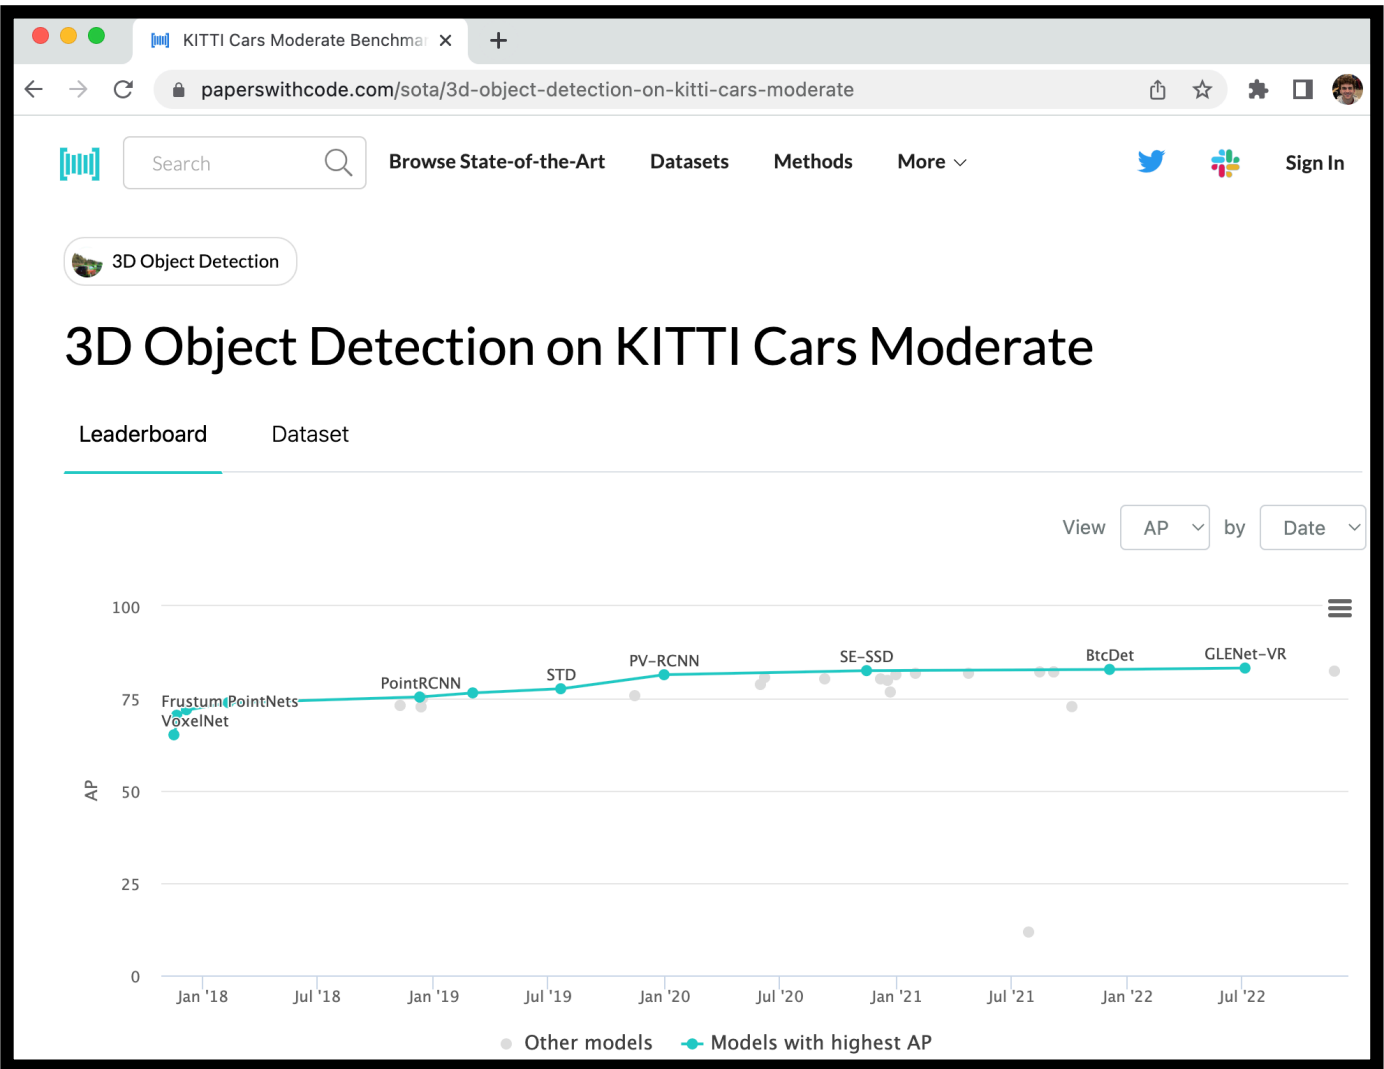 KITTI Cars Moderate Benchmar
paperswithcode.com/sota/3d-object-detection-on-kitti-cars-moderate
Search
Browse State-of-the-Art
Datasets
Methods
More
Sign In
3D Object Detection
3D Object Detection on KITTI Cars Moderate
Leaderboard
Dataset
View AP by Date
100
75
50
25
0
AP
Frustum PointNets
VoxelNet
PointRCNN
STD
PV-RCNN
SE-SSD
BtcDet
GLENet-VR
Jan '18
Jul '18
Jan '19
Jul '19
Jan '20
Jul '20
Jan '21
Jul '21
Jan '22
Jul '22
Other models
Models with highest AP